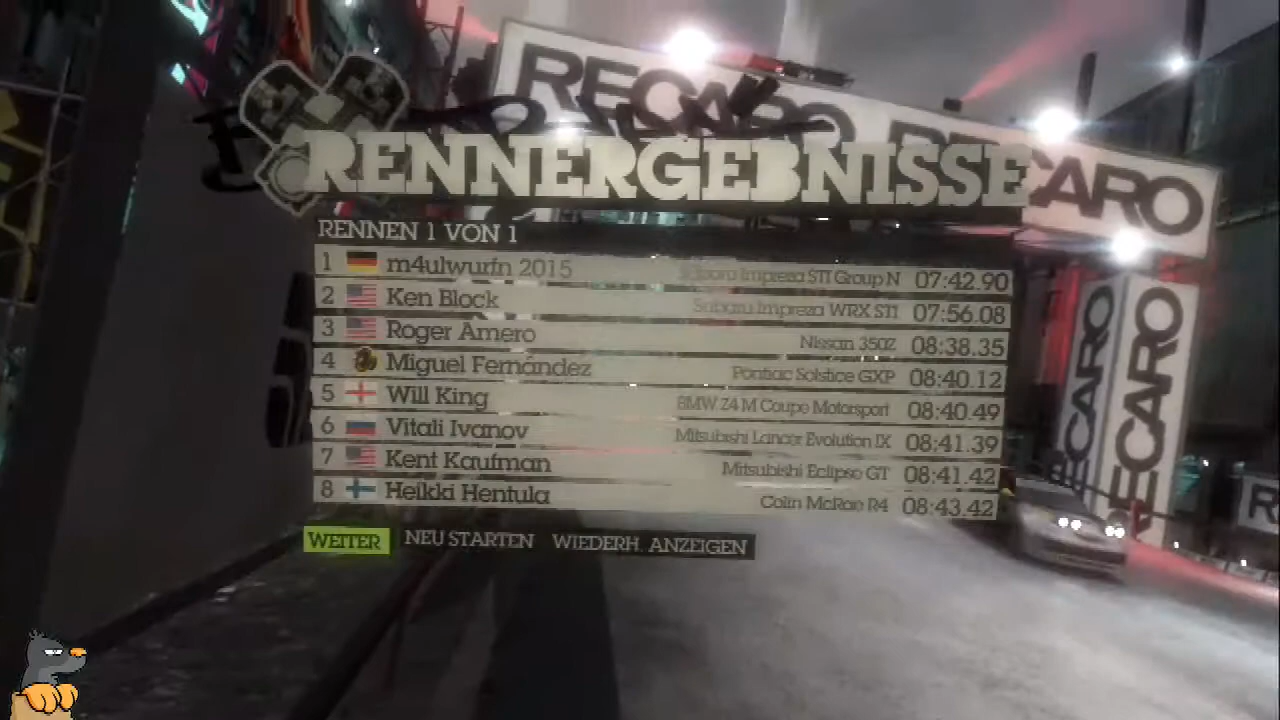 RECARO RECARO
RENNERGEBNISSE
RENNEN 1 VON 1
1 m4ulwurfn 2015 Subaru Impreza STI Group N 07:42.90
2 Ken Block Subaru Impreza WRX STI 07:56.08
3 Roger Amero Nissan 350Z 08:38.35
4 Miguel Fernández Pontiac Solstice GXP 08:40.12
5 Will King BMW Z4 M Coupe Motorsport 08:40.49
6 Vitali Ivanov Mitsubishi Lancer Evolution IX 08:41.39
7 Kent Kaufman Mitsubishi Eclipse GT 08:41.42
8 Heikki Hentula Colin McRae R4 08:43.42
WEITER NEU STARTEN WIEDERH. ANZEIGEN
RECARO
RECARO